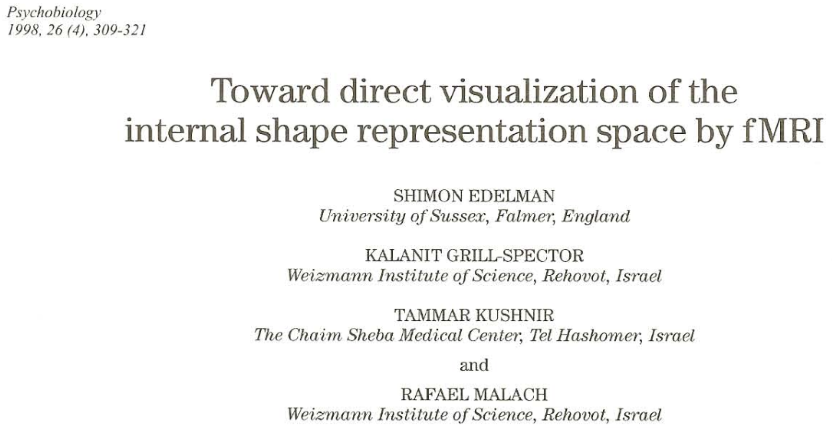 Psychobiology
1998, 26 (4), 309-321
Toward direct visualization of the
internal shape representation space by fMRI
SHIMON EDELMAN
University of Sussex, Falmer, England
KALANIT GRILL-SPECTOR
Weizmann Institute of Science, Rehovot, Israel
TAMMAR KUSHNIR
The Chaim Sheba Medical Center, Tel Hashomer, Israel
and
RAFAEL MALACH
Weizmann Institute of Science, Rehovot, Israel